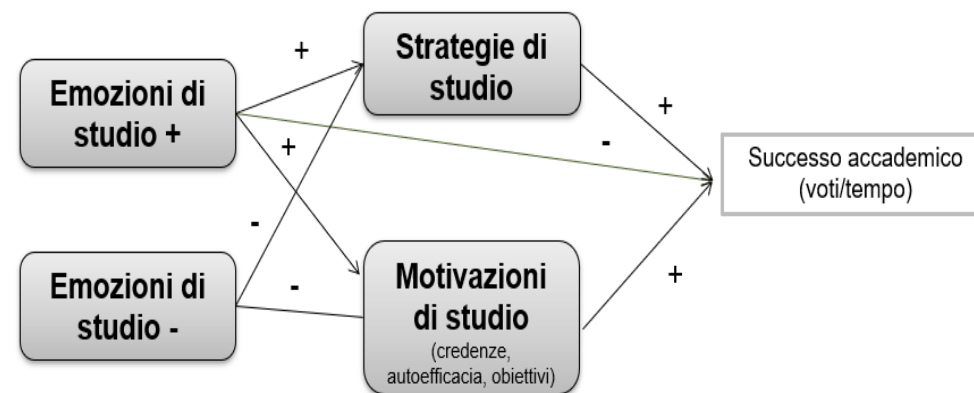 Strategie di
studio
+
Emozioni di
studio +
+
+
-
Successo accademico
(voti/tempo)
-
Emozioni di
studio -
-
Motivazioni
di studio
(credenze,
autoefficacia, obiettivi)
+